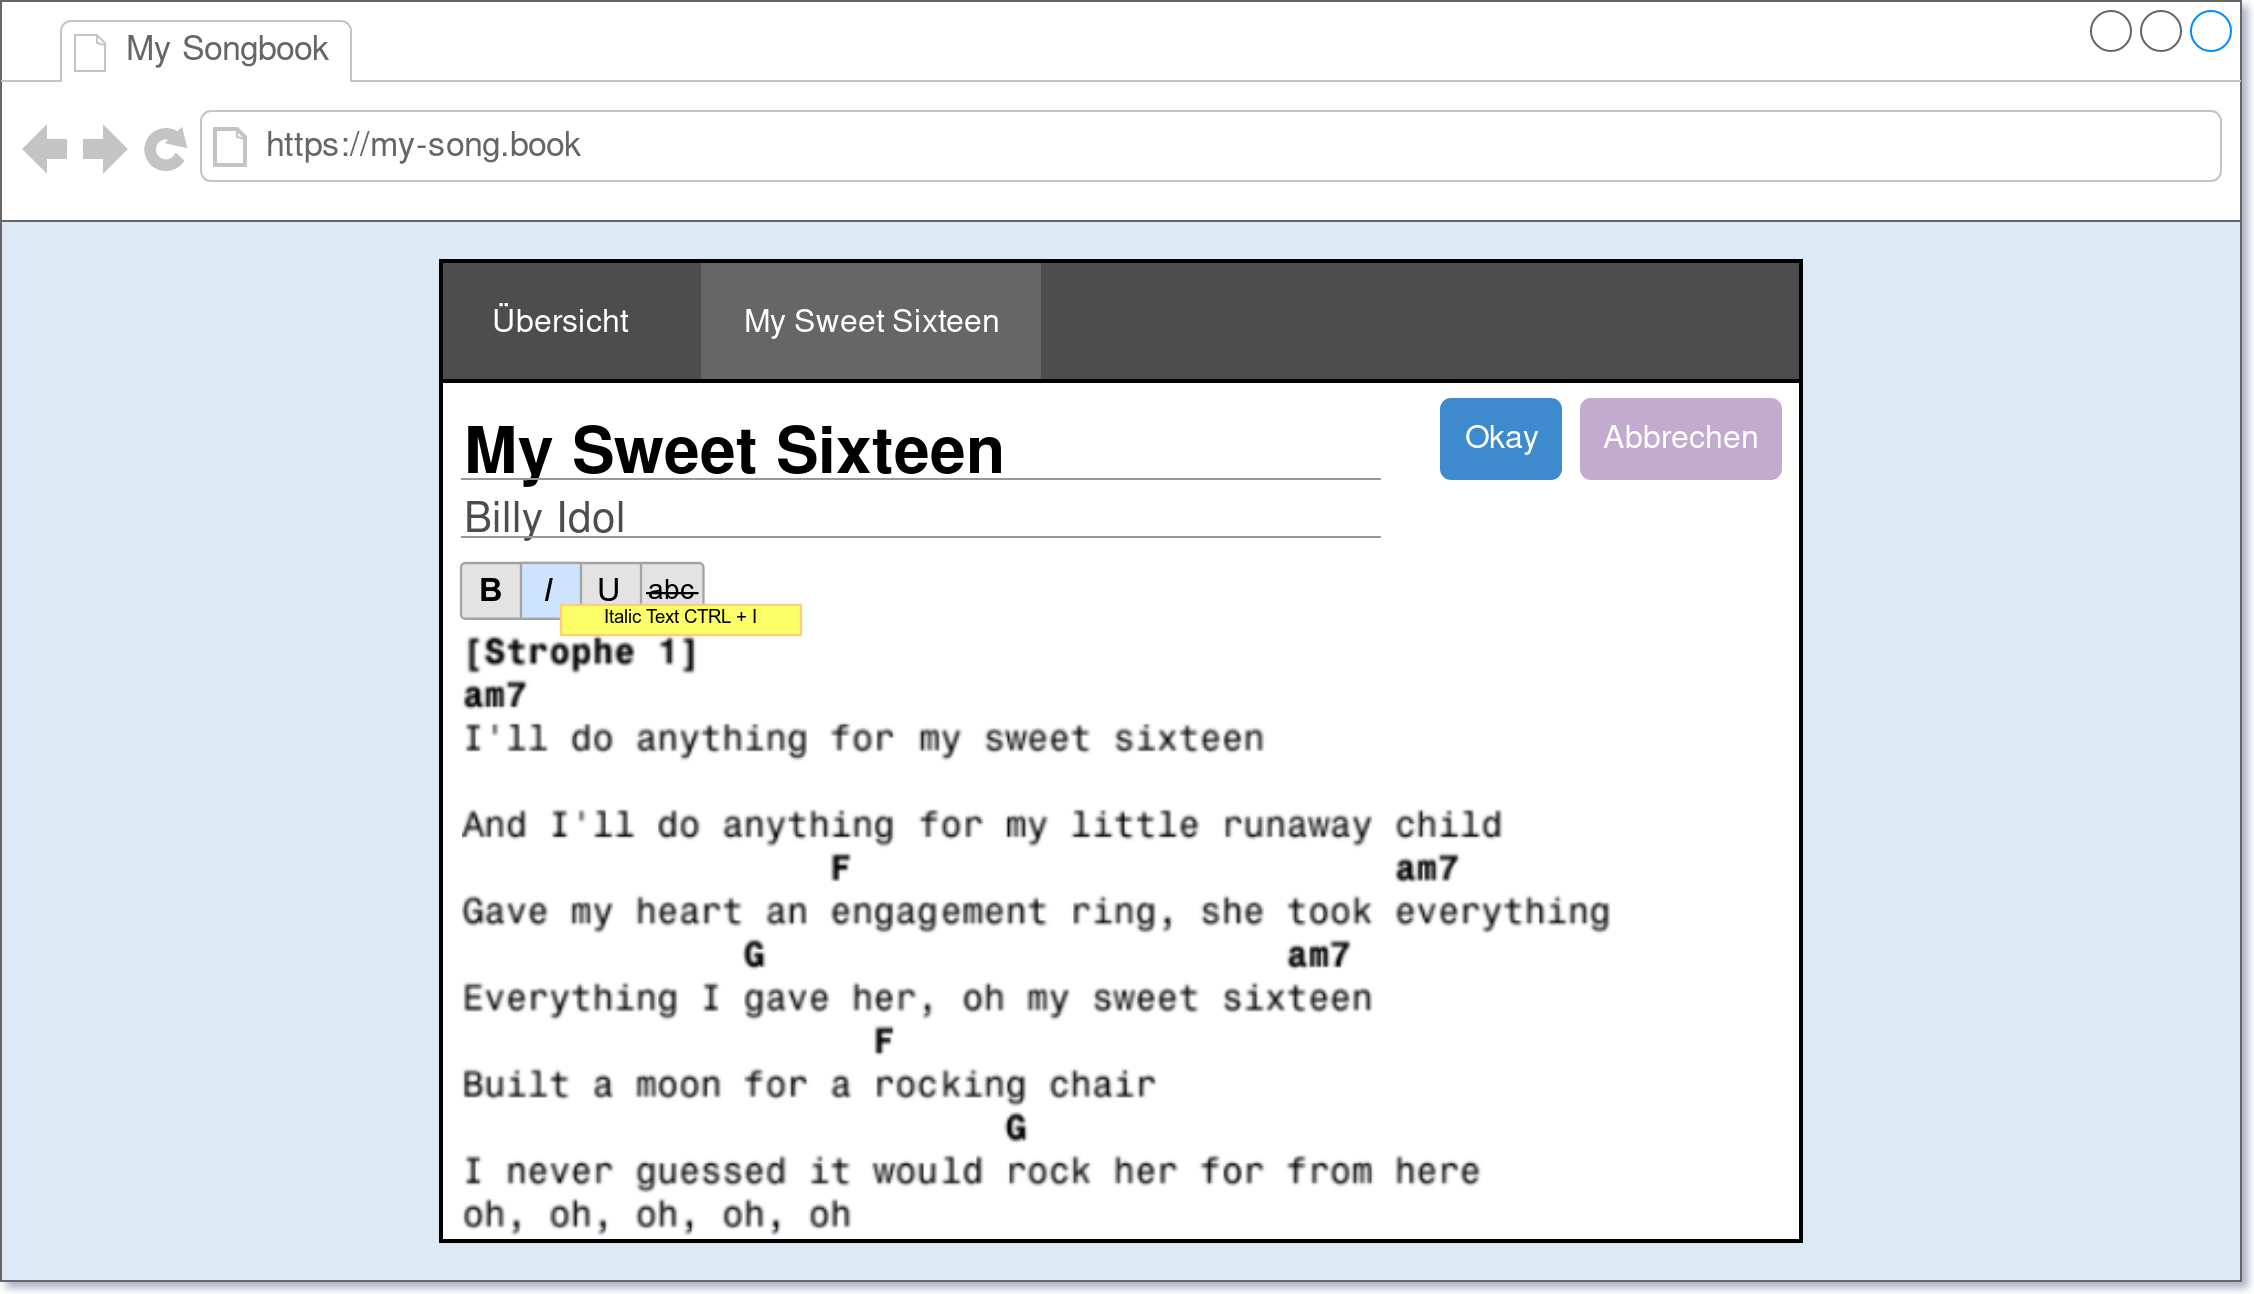 My Songbook
https://my-song.book
Übersicht My Sweet Sixteen
My Sweet Sixteen
Okay Abbrechen
Billy Idol
B I U abc
Italic Text CTRL + I
[Strophe 1]
am7
I'll do anything for my sweet sixteen
And I'll do anything for my little runaway child
F am7
Gave my heart an engagement ring, she took everything
G am7
Everything I gave her, oh my sweet sixteen
F
Built a moon for a rocking chair
G
I never guessed it would rock her for from here
oh, oh, oh, oh, oh